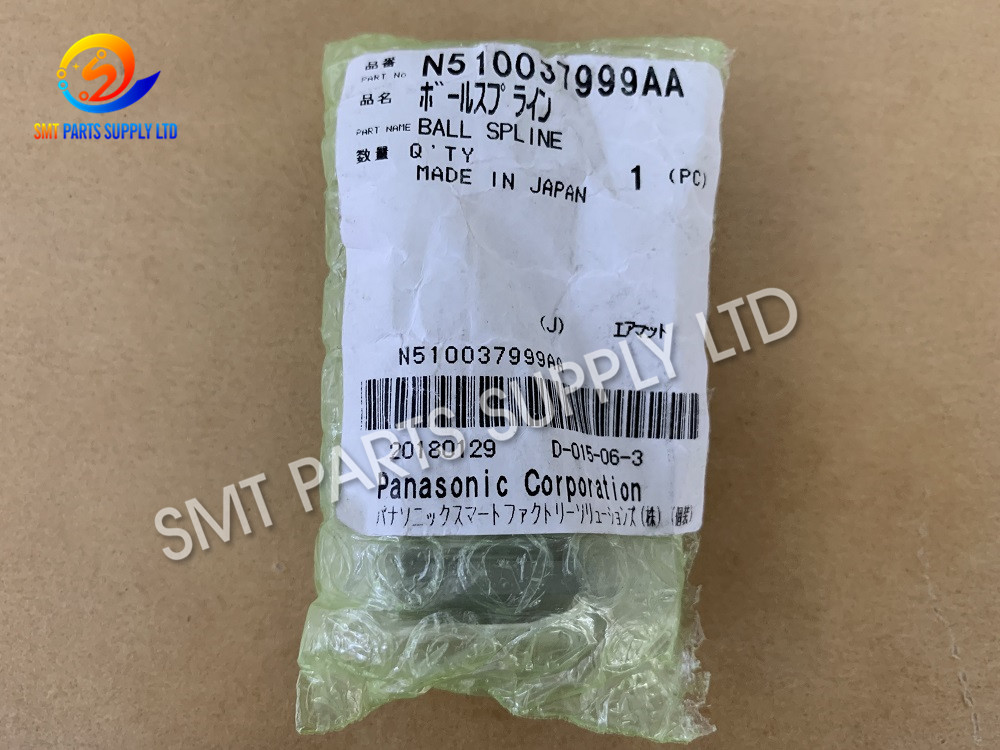 SMT PARTS SUPPLY LTD
品番
PART No N510037999AA
品名 ボールスプライン
PART NAME BALL SPLINE
数量 Q'TY 1 (PC)
MADE IN JAPAN
(J) エアマット
N510037999AA
20180129 D-015-06-3
Panasonic Corporation
パナソニックスマートファクトリーソリューションズ(株) (個装)
SMT PARTS SUPPLY LTD